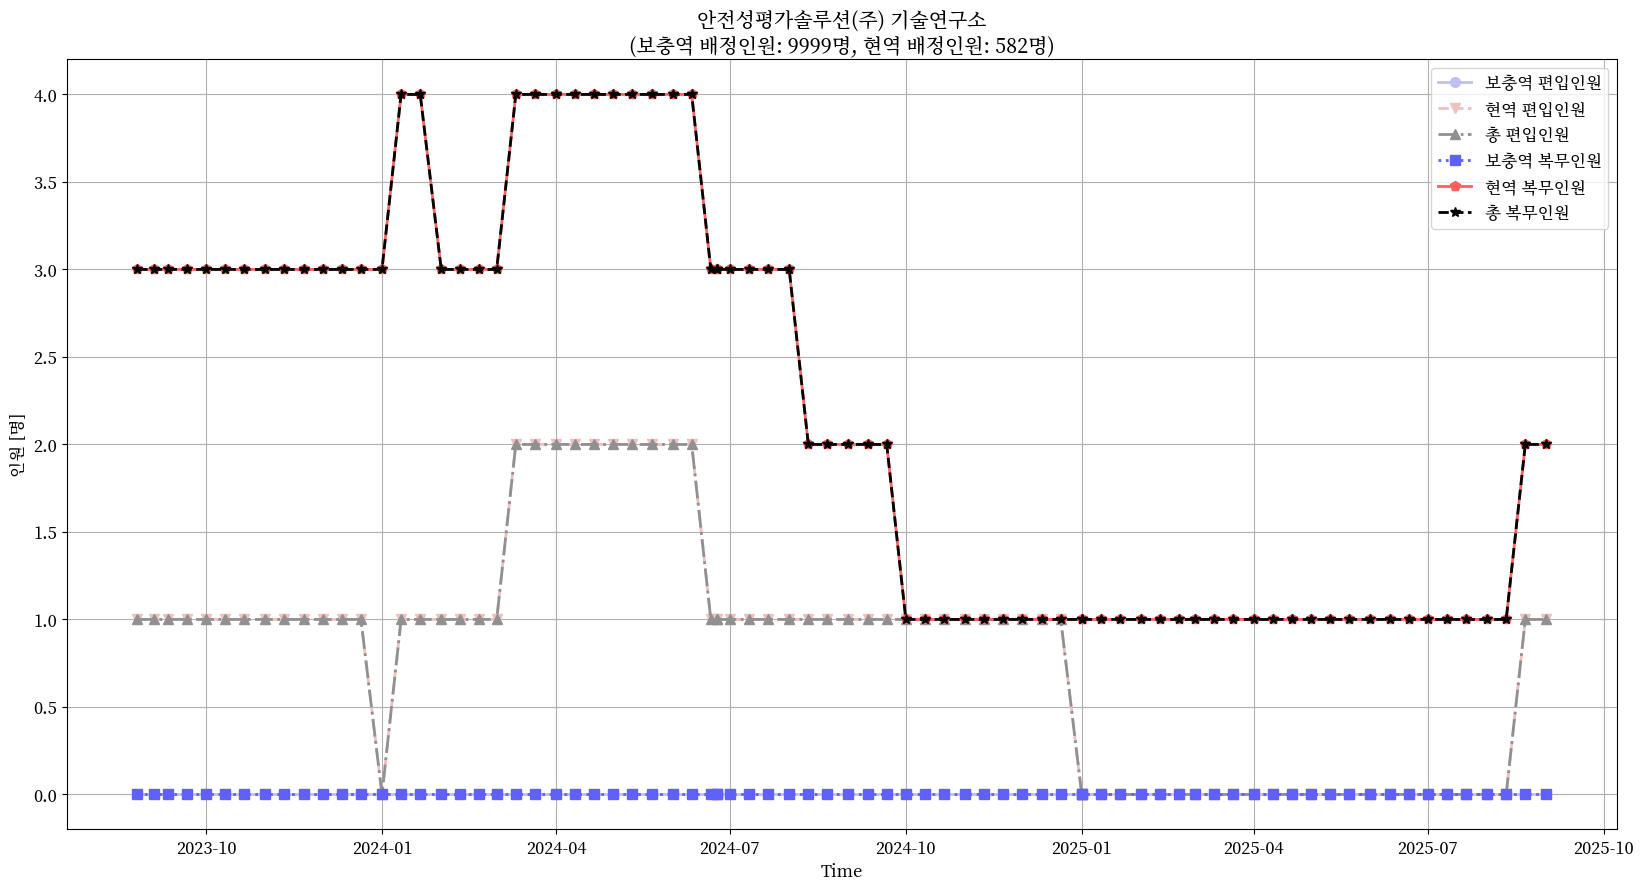 안전성평가솔루션(주) 기술연구소
(보충역 배정인원: 9999명, 현역 배정인원: 582명)
보충역 편입인원
현역 편입인원
총 편입인원
보충역 복무인원
현역 복무인원
총 복무인원
4.0
3.5
3.0
2.5
2.0
1.5
1.0
0.5
0.0
인원 [명]
2023-10
2024-01
2024-04
2024-07
2024-10
2025-01
2025-04
2025-07
2025-10
Time